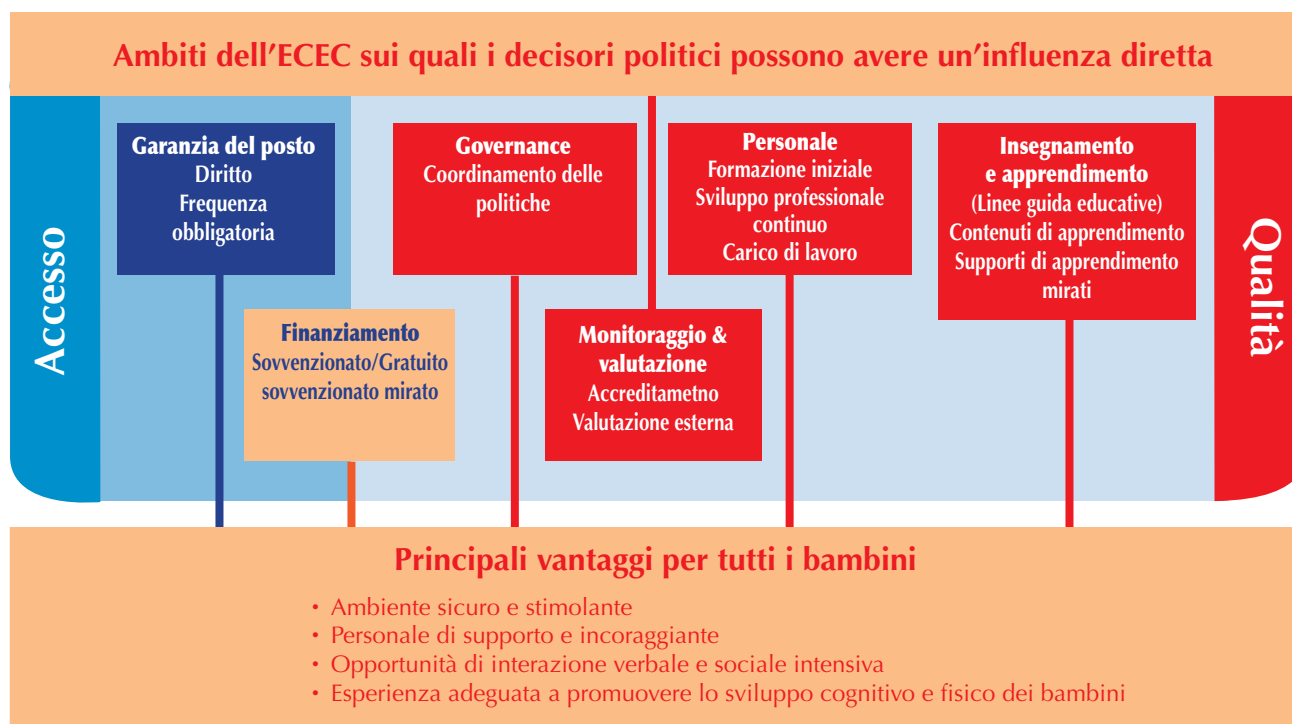 Ambiti dell'ECEC sui quali i decisori politici possono avere un'influenza diretta
Accesso
Garanzia del posto
Diritto
Frequenza
obbligatoria
Finanziamento
Sovvenzionato/Gratuito
sovvenzionato mirato
Governance
Coordinamento delle
politiche
Monitoraggio &
valutazione
Accreditametno
Valutazione esterna
Personale
Formazione iniziale
Sviluppo professionale
continuo
Carico di lavoro
Insegnamento
e apprendimento
(Linee guida educative)
Contenuti di apprendimento
Supporti di apprendimento
mirati
Qualità
Principali vantaggi per tutti i bambini
• Ambiente sicuro e stimolante
• Personale di supporto e incoraggiante
• Opportunità di interazione verbale e sociale intensiva
• Esperienza adeguata a promuovere lo sviluppo cognitivo e fisico dei bambini